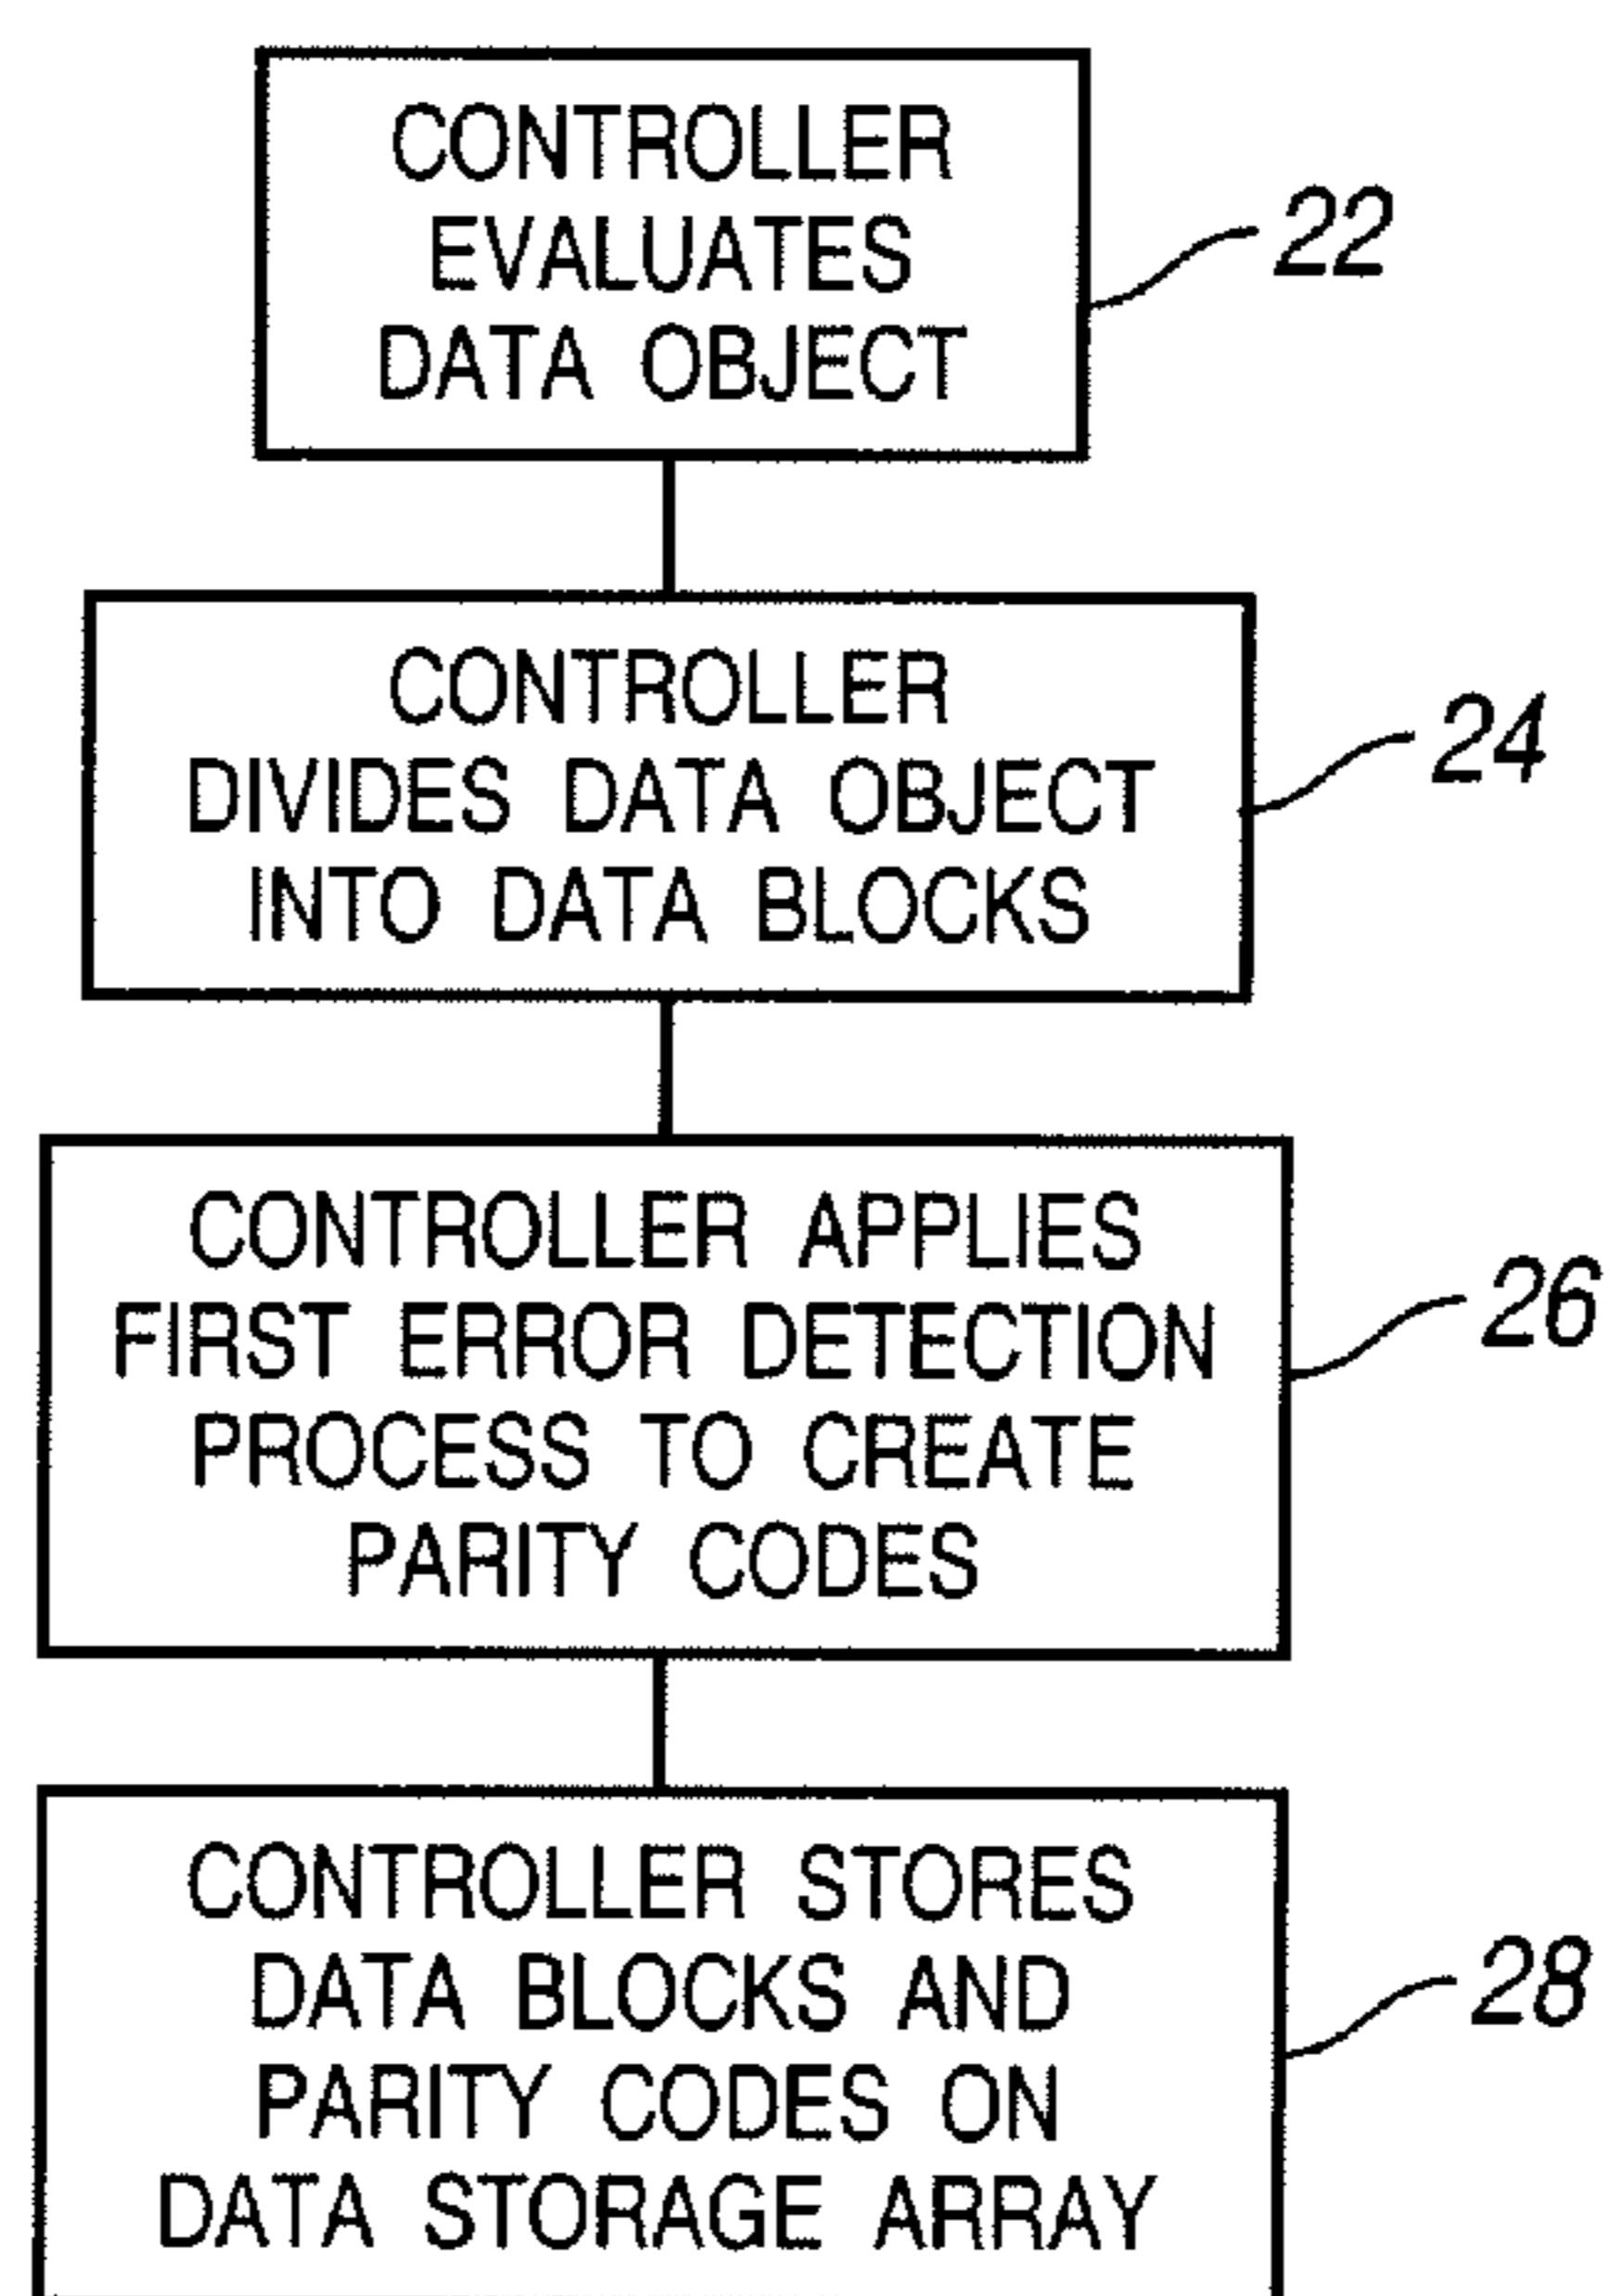 CONTROLLER
EVALUATES
DATA OBJECT
22
CONTROLLER
DIVIDES DATA OBJECT
INTO DATA BLOCKS
24
CONTROLLER APPLIES
FIRST ERROR DETECTION
PROCESS TO CREATE
PARITY CODES
26
CONTROLLER STORES
DATA BLOCKS AND
PARITY CODES ON
DATA STORAGE ARRAY
28